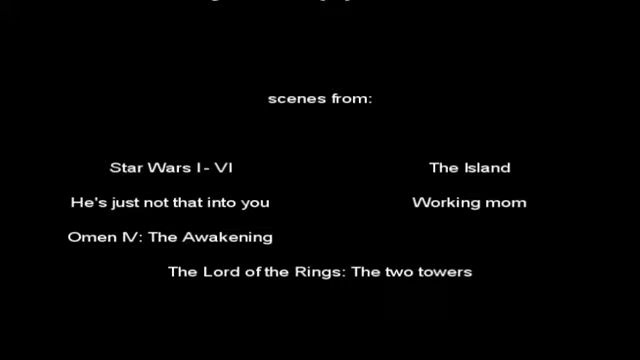 scenes from:
Star Wars I - VI
The Island
He's just not that into you
Working mom
Omen IV: The Awakening
The Lord of the Rings: The two towers